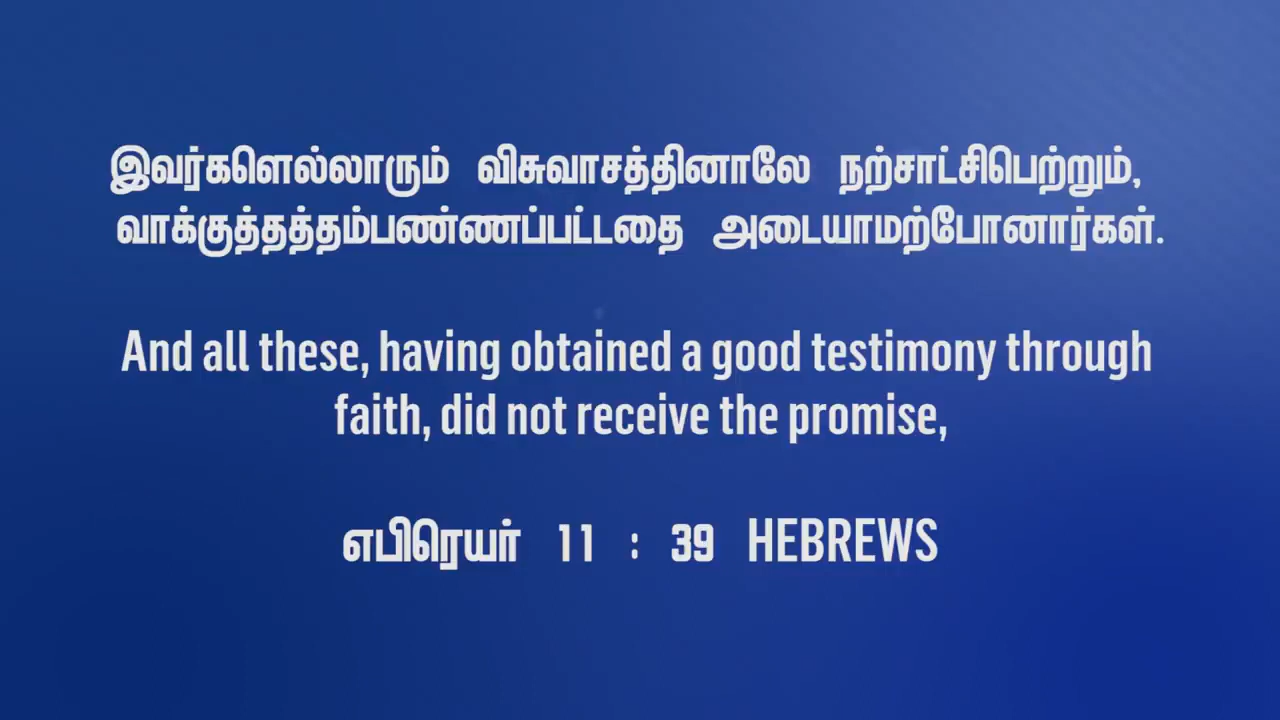 இவர்களெல்லாரும் விசுவாசத்தினாலே நற்சாட்சிபெற்றும்,
வாக்குத்தத்தம்பண்ணப்பட்டதை அடையாமற்போனார்கள்.
And all these, having obtained a good testimony through
faith, did not receive the promise,
எபிரெயர் 11 : 39 HEBREWS